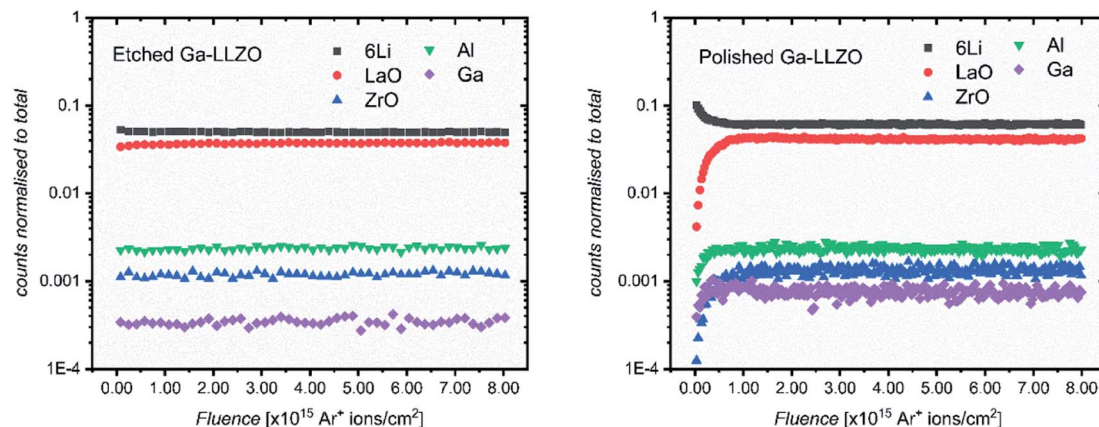 Etched Ga-LLZO
6Li
LaO
ZrO
Al
Ga
counts normalised to total
1
0.1
0.01
0.001
1E-4
0.00 1.00 2.00 3.00 4.00 5.00 6.00 7.00 8.00
Fluence [x10¹⁵ Ar⁺ ions/cm²]
Polished Ga-LLZO
6Li
LaO
ZrO
Al
Ga
counts normalised to total
1
0.1
0.01
0.001
1E-4
0.00 1.00 2.00 3.00 4.00 5.00 6.00 7.00 8.00
Fluence [x10¹⁵ Ar⁺ ions/cm²]